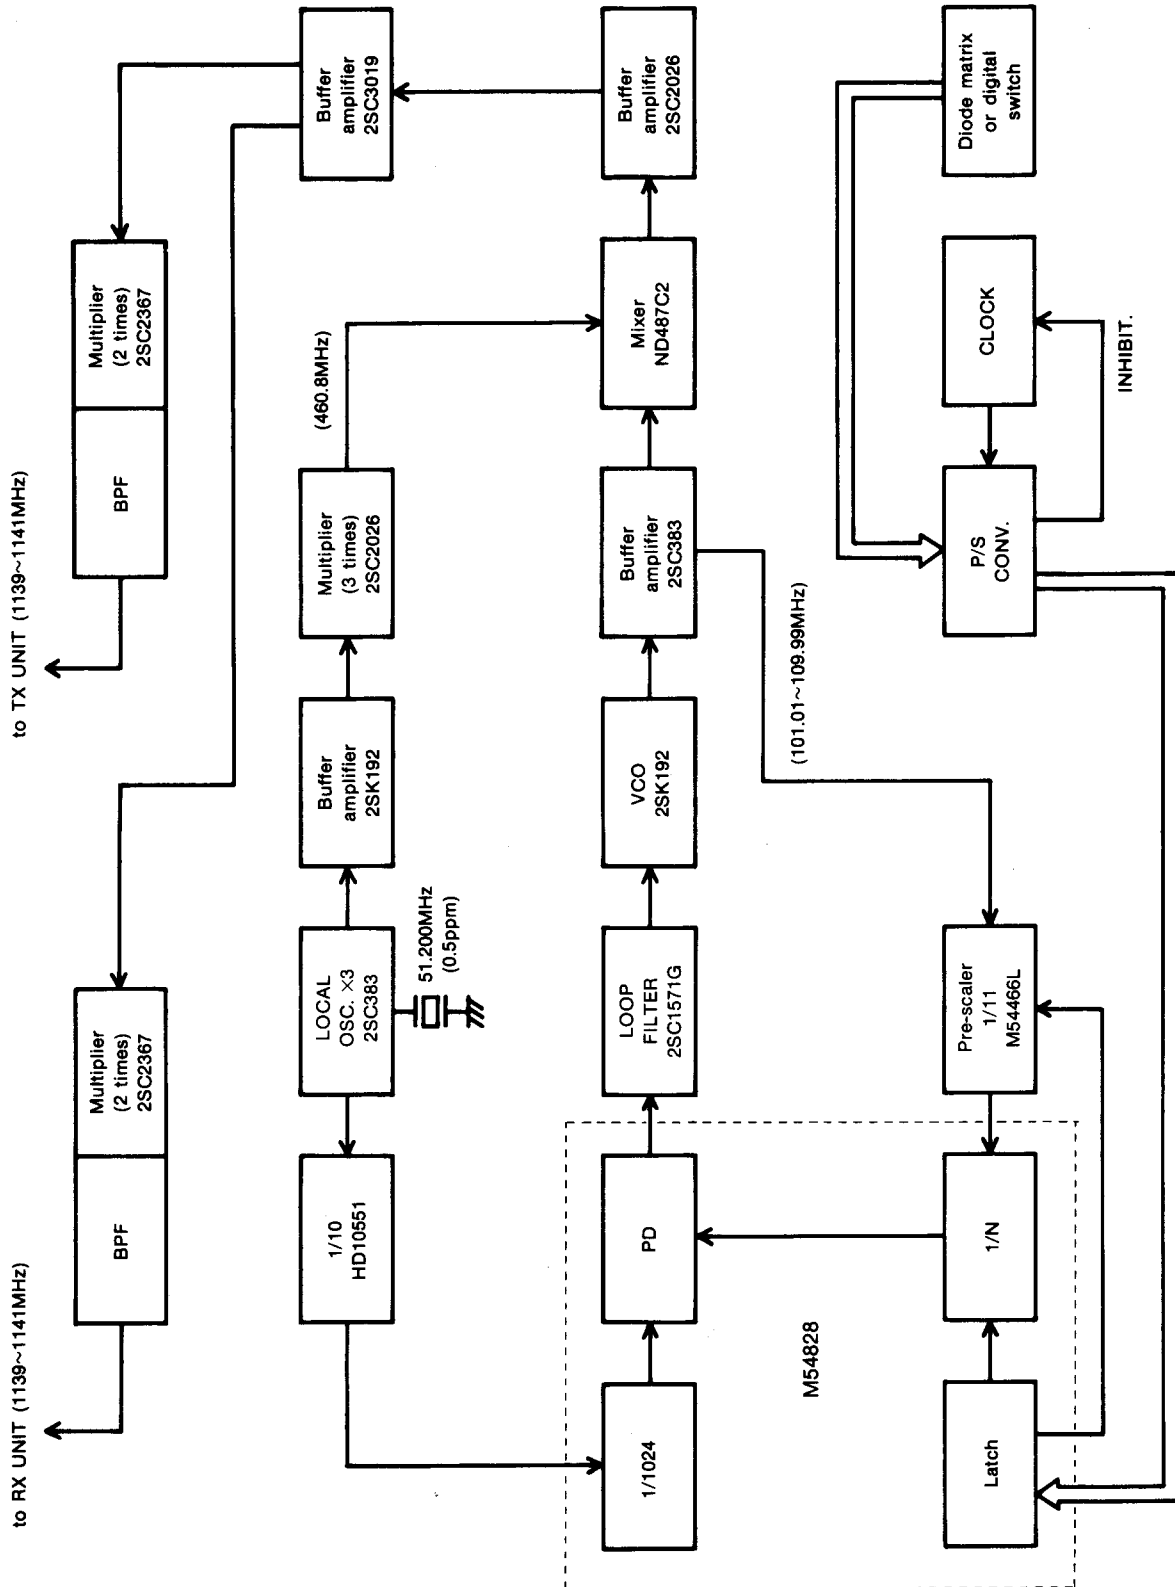 to RX UNIT (1139~1141MHz)
BPF
Multiplier
(2 times)
2SC2367
to TX UNIT (1139~1141MHz)
BPF
Multiplier
(2 times)
2SC2367
1/10
HD10551
LOCAL
OSC. ×3
2SC383
51.200MHz
(0.5ppm)
Buffer
amplifier
2SK192
Multiplier
(3 times)
2SC2026
(460.8MHz)
Buffer
amplifier
2SC3019
1/1024
PD
LOOP
FILTER
2SC1571G
VCO
2SK192
Buffer
amplifier
2SC383
Mixer
ND487C2
Buffer
amplifier
2SC2026
M54828
(101.01~109.99MHz)
Latch
1/N
Pre-scaler
1/11
M54466L
P/S
CONV.
CLOCK
Diode matrix
or digital
switch
INHIBIT.